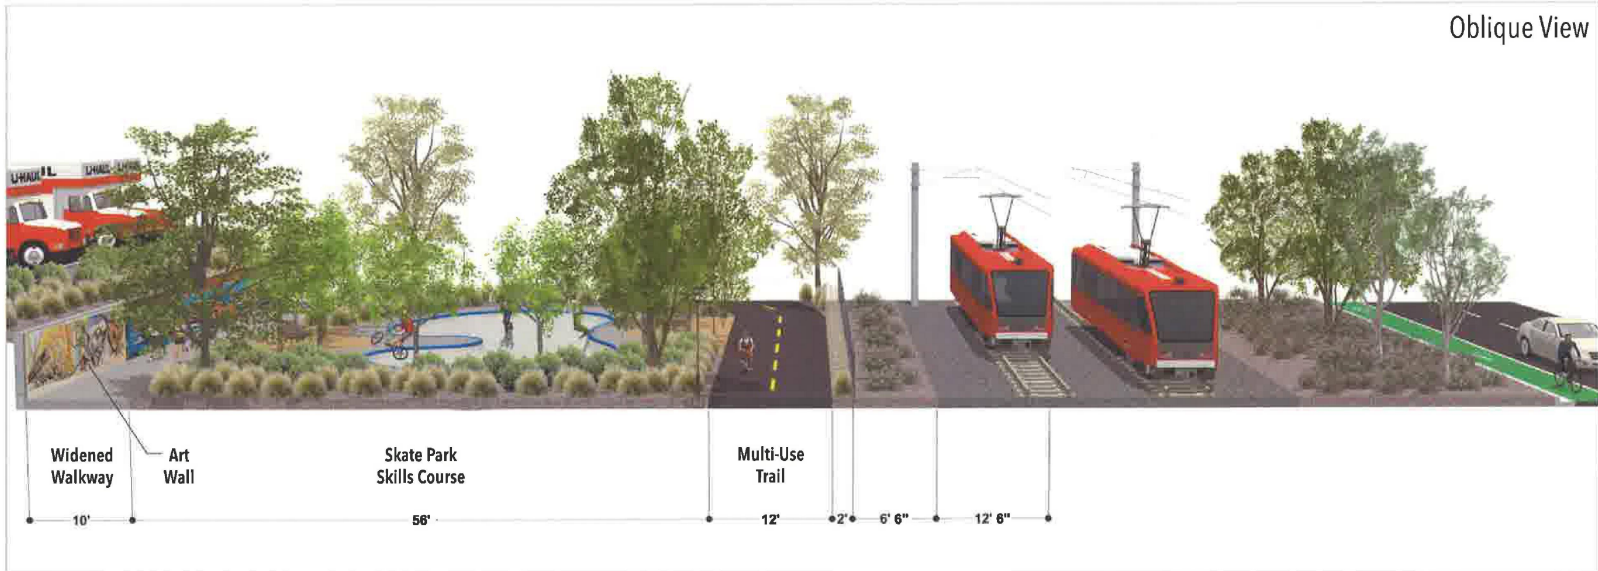 Oblique View
U-HAUL
U-HAUL
Widened
Walkway
Art
Wall
Skate Park
Skills Course
Multi-Use
Trail
10'
56'
12'
2'
6' 6"
12' 6"